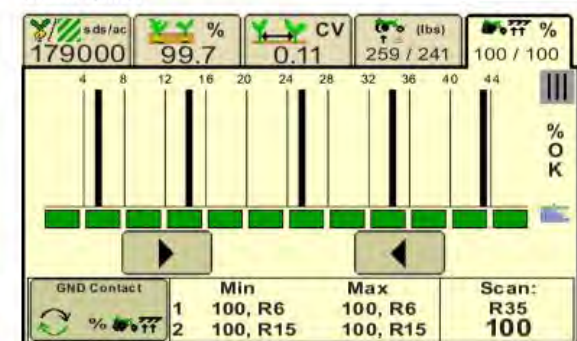 sds/ac % CV (lbs) %
179000 99.7 0.11 259 / 241 100 / 100
4 8 12 16 20 24 28 32 36 40 44
%
O
K
GND Contact Min Max Scan:
1 100, R6 100, R6 R35
% 2 100, R15 100, R15 100